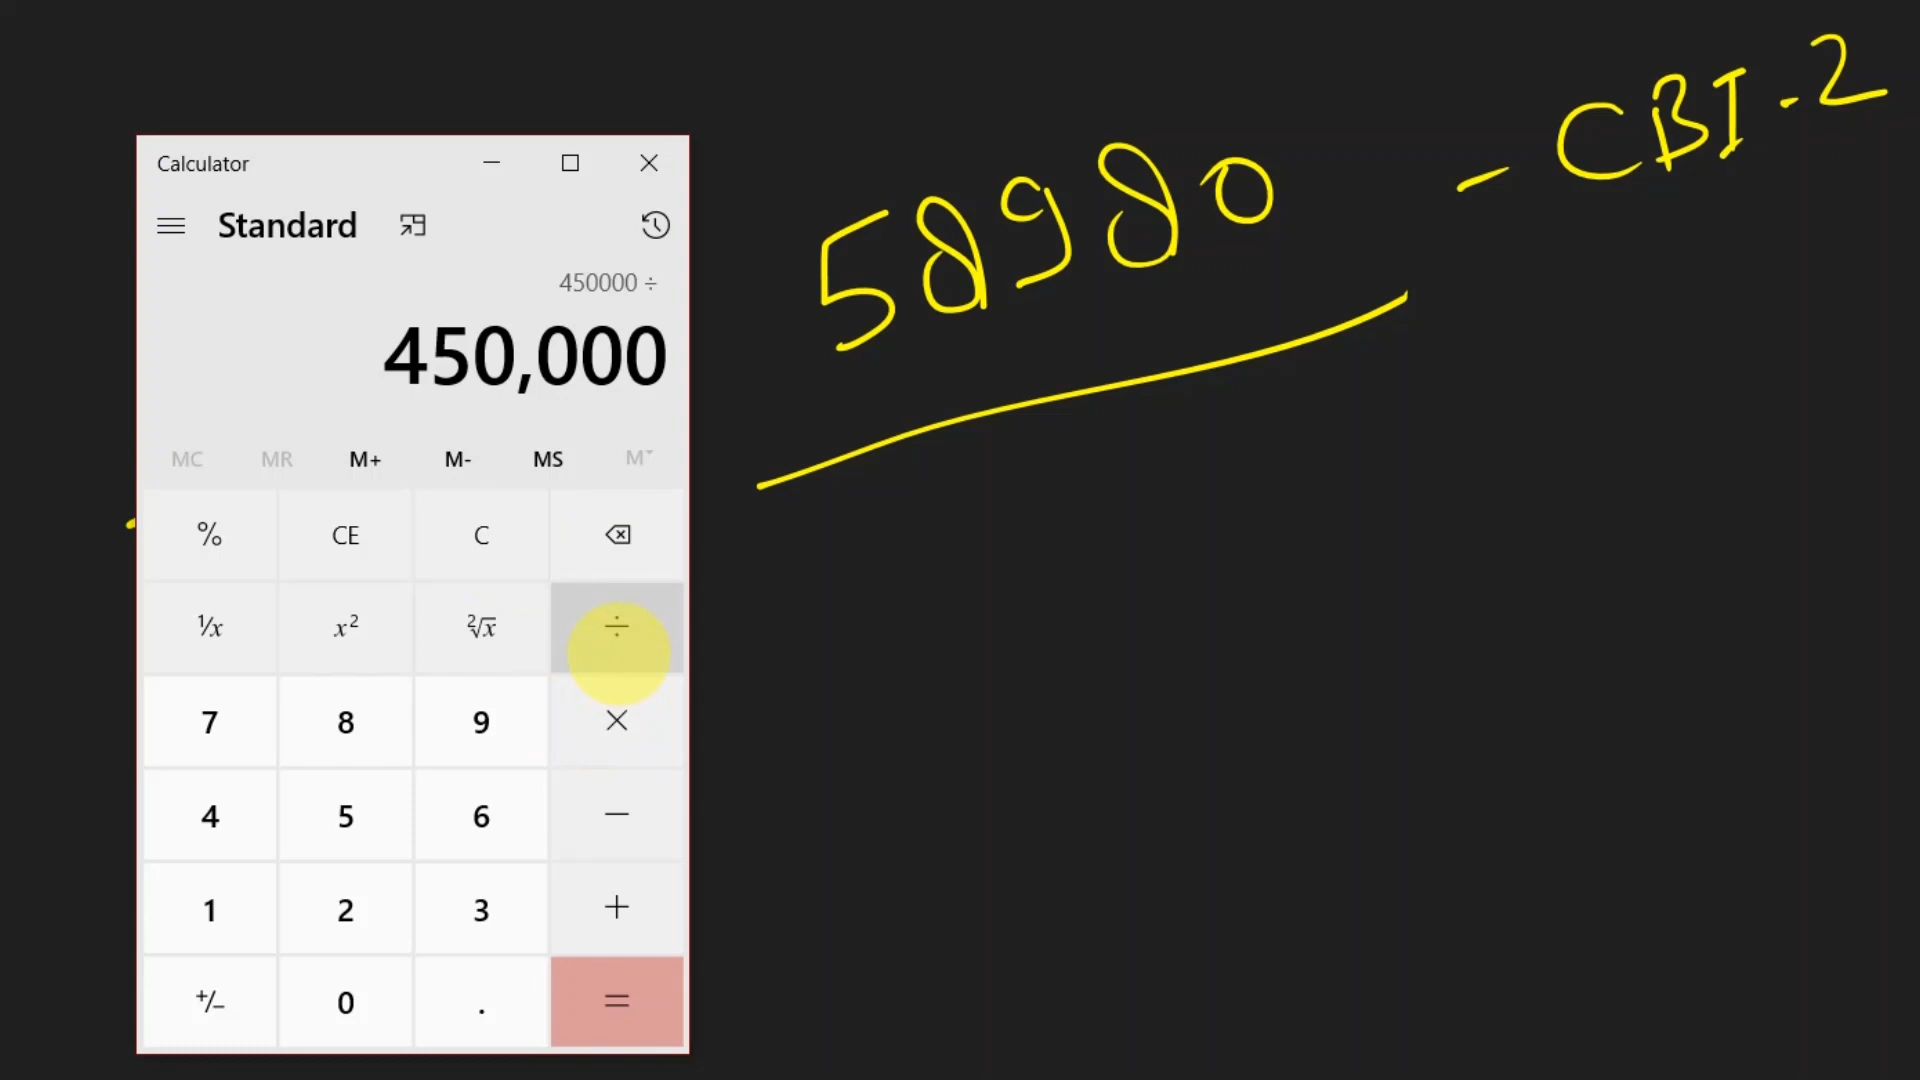 Calculator
Standard
450000 ÷
450,000
MC MR M+ M- MS M˅
% CE C
¹/x x² ²√x ÷
7 8 9 ×
4 5 6 −
1 2 3 +
+/− 0 . =
58980 - CBI-2